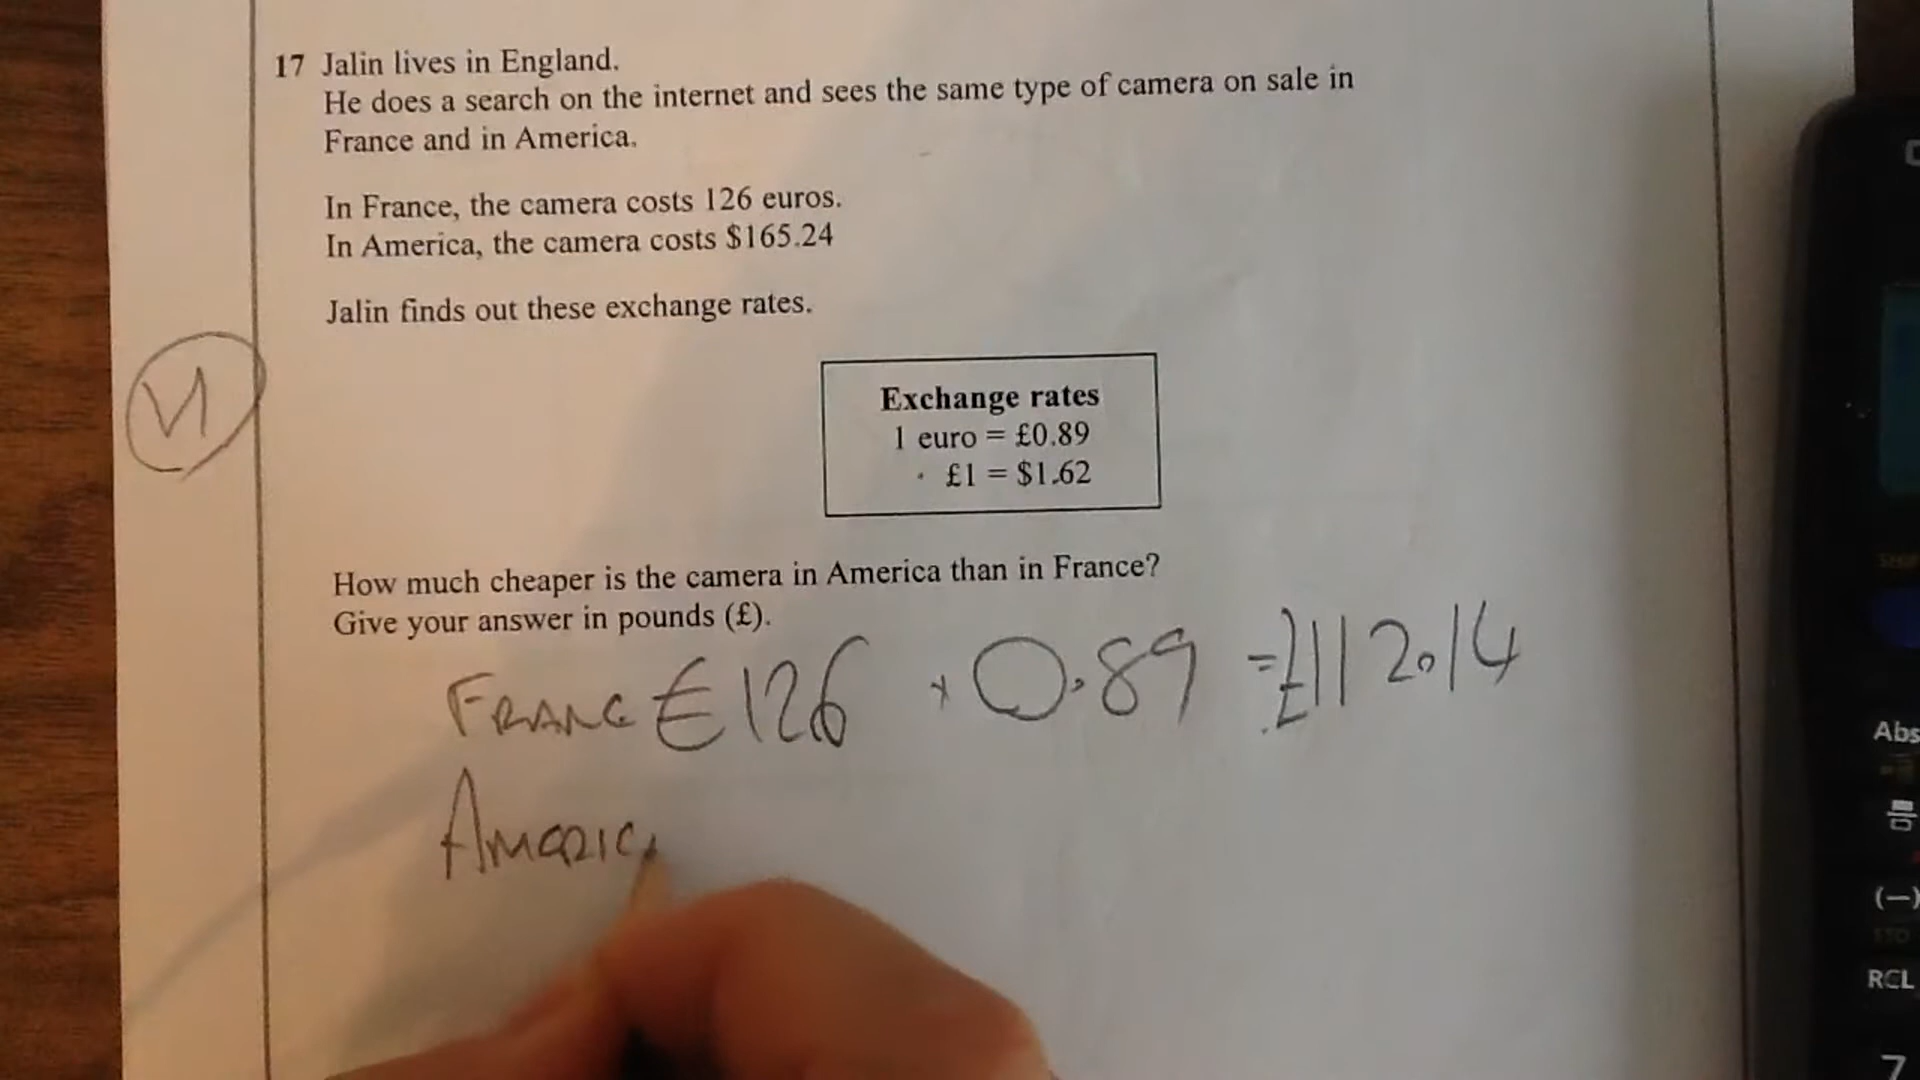 17 Jalin lives in England.
He does a search on the internet and sees the same type of camera on sale in
France and in America.
In France, the camera costs 126 euros.
In America, the camera costs $165.24
Jalin finds out these exchange rates.
Exchange rates
1 euro = £0.89
£1 = $1.62
How much cheaper is the camera in America than in France?
Give your answer in pounds (£).
FRANC €126 × 0.89 = £112.14
America
Abs
(−)
STO
RCL
7